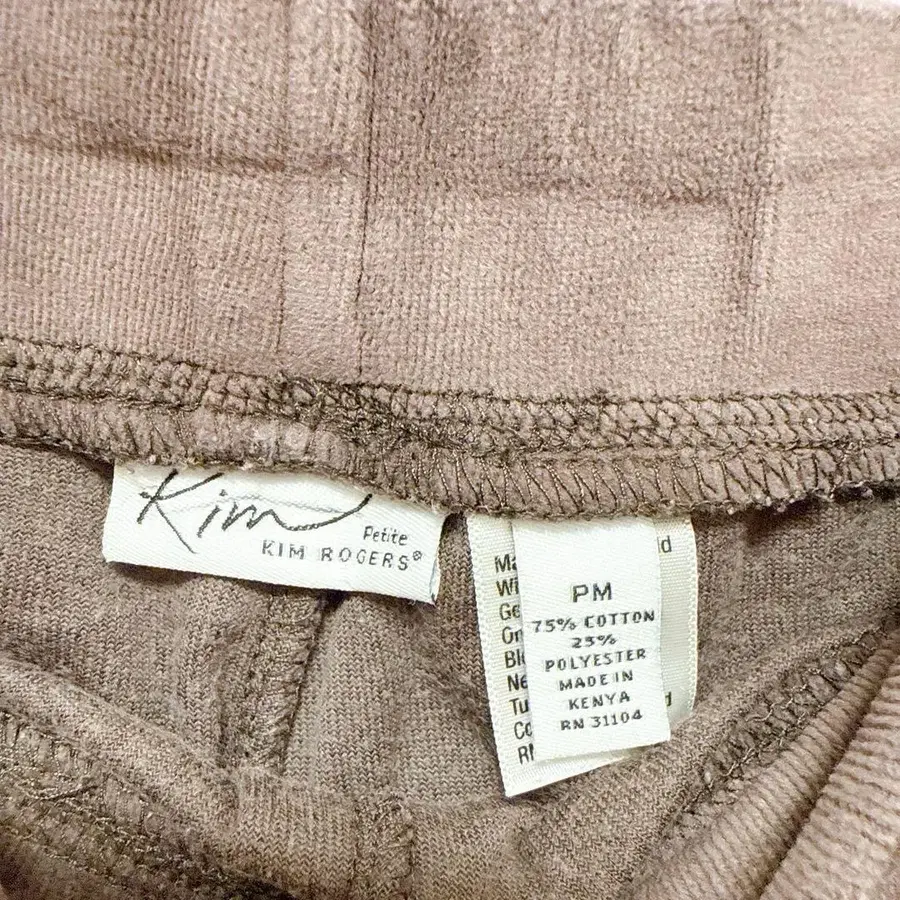 Kim
Petite
KIM ROGERS®
PM
75% COTTON
25%
POLYESTER
MADE IN
KENYA
RN 31104